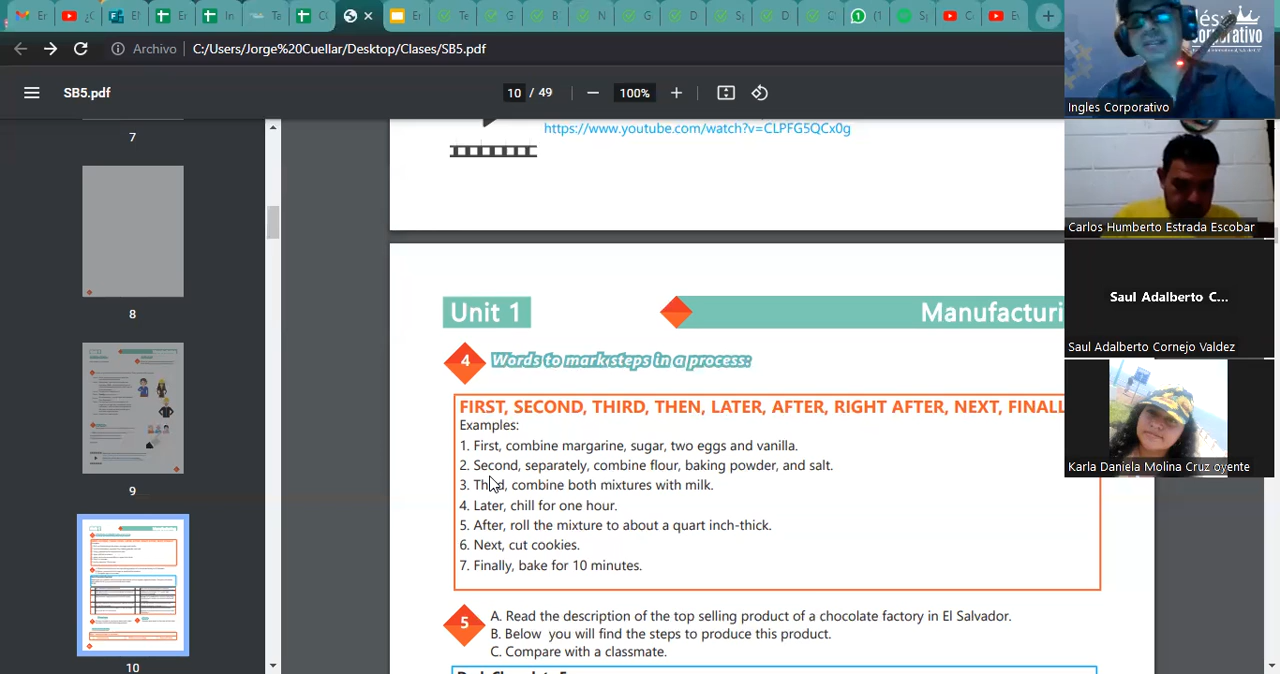 Archivo
C:/Users/Jorge%20Cuellar/Desktop/Clases/SB5.pdf
SB5.pdf
10 / 49
100%
7
8
9
10
https://www.youtube.com/watch?v=CLPFG5QCx0g
Unit 1
Manufacturi
4 Words to mark steps in a process:
FIRST, SECOND, THIRD, THEN, LATER, AFTER, RIGHT AFTER, NEXT, FINALL
Examples:
1. First, combine margarine, sugar, two eggs and vanilla.
2. Second, separately, combine flour, baking powder, and salt.
3. Third, combine both mixtures with milk.
4. Later, chill for one hour.
5. After, roll the mixture to about a quart inch-thick.
6. Next, cut cookies.
7. Finally, bake for 10 minutes.
5 A. Read the description of the top selling product of a chocolate factory in El Salvador.
B. Below you will find the steps to produce this product.
C. Compare with a classmate.
Ingles Corporativo
Carlos Humberto Estrada Escobar
Saul Adalberto C...
Saul Adalberto Cornejo Valdez
Karla Daniela Molina Cruz oyente